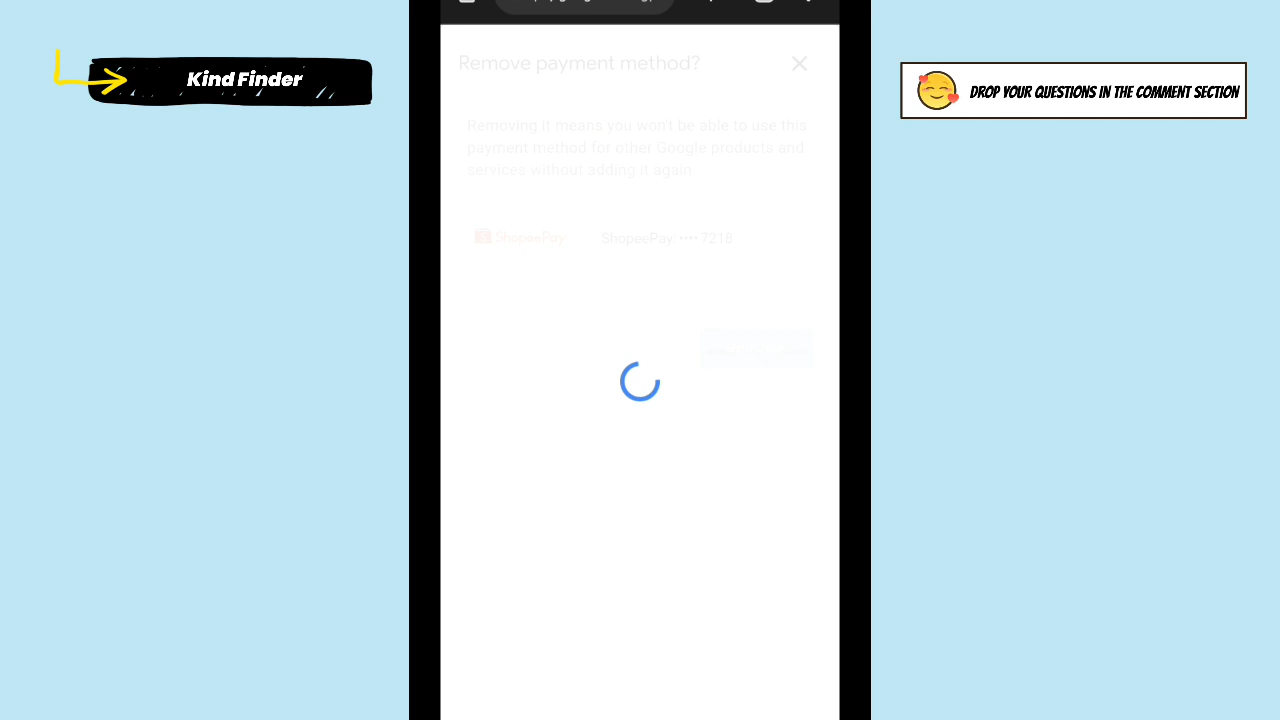 Kind Finder
DROP YOUR QUESTIONS IN THE COMMENT SECTION
Remove payment method?
Removing it means you won't be able to use this
payment method for other Google products and
services without adding it again.
ShopeePay
ShopeePay •••• 7218